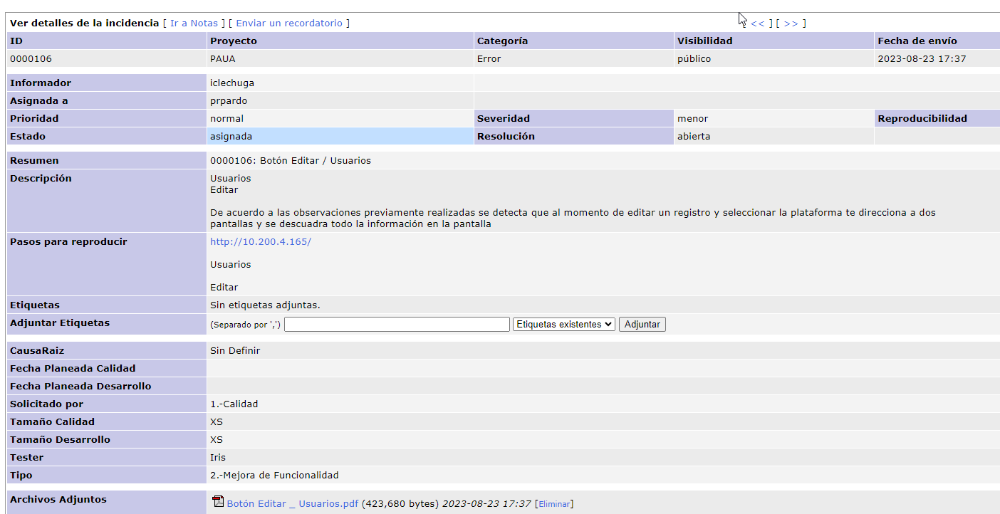 Ver detalles de la incidencia [ Ir a Notas ] [ Enviar un recordatorio ] [ << ] [ >> ]
ID Proyecto Categoría Visibilidad Fecha de envío
0000106 PAUA Error público 2023-08-23 17:37
Informador iclechuga
Asignada a prpardo
Prioridad normal Severidad menor Reproducibilidad
Estado asignada Resolución abierta
Resumen 0000106: Botón Editar / Usuarios
Descripción Usuarios
Editar
De acuerdo a las observaciones previamente realizadas se detecta que al momento de editar un registro y seleccionar la plataforma te direcciona a dos
pantallas y se descuadra todo la información en la pantalla
Pasos para reproducir http://10.200.4.165/
Usuarios
Editar
Etiquetas Sin etiquetas adjuntas.
Adjuntar Etiquetas (Separado por ',') Etiquetas existentes Adjuntar
CausaRaiz Sin Definir
Fecha Planeada Calidad
Fecha Planeada Desarrollo
Solicitado por 1.-Calidad
Tamaño Calidad XS
Tamaño Desarrollo XS
Tester Iris
Tipo 2.-Mejora de Funcionalidad
Archivos Adjuntos Botón Editar _ Usuarios.pdf (423,680 bytes) 2023-08-23 17:37 [Eliminar]